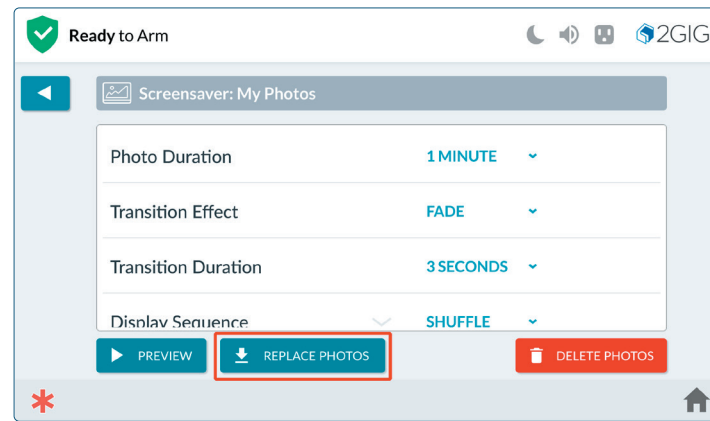 Ready to Arm
2GIG
Screensaver: My Photos
Photo Duration 1 MINUTE
Transition Effect FADE
Transition Duration 3 SECONDS
Display Sequence SHUFFLE
PREVIEW REPLACE PHOTOS DELETE PHOTOS